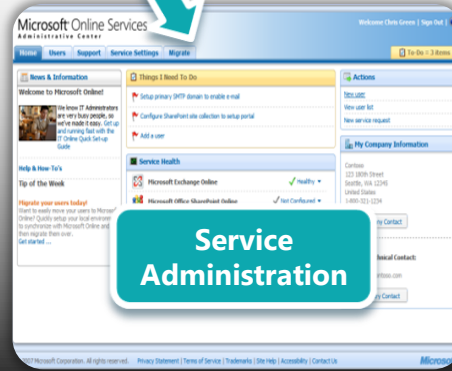 Microsoft Online Services
Administrative Center
Welcome Chris Green | Sign Out |
Home Users Support Service Settings Migrate
To-Do : 3 items
News & Information
Welcome to Microsoft Online!
We know IT Administrators
are very busy people, so
we've made it easy. Get up
and running fast with the
IT Online Quick Set-up
Guide
Help & How-To's
Tip of the Week
Migrate your users today!
Want to easily move your users to Microsoft
Online? Quickly setup your local environment
to synchronize with Microsoft Online and
then migrate them over.
Get started ...
Things I Need To Do
Setup primary SMTP domain to enable e-mail
Configure SharePoint site collection to setup portal
Add a user
Service Health
Microsoft Exchange Online Healthy
Microsoft Office SharePoint Online Not Configured
Service
Administration
Actions
New user
View user list
New service request
My Company Information
Contoso
123 180th Street
Seattle, WA 12345
United States
1-800-321-1234
Contact
Technical Contact:
Contact
2007 Microsoft Corporation. All rights reserved. Privacy Statement | Terms of Service | Trademarks | Site Help | Accessibility | Contact Us
Microsoft